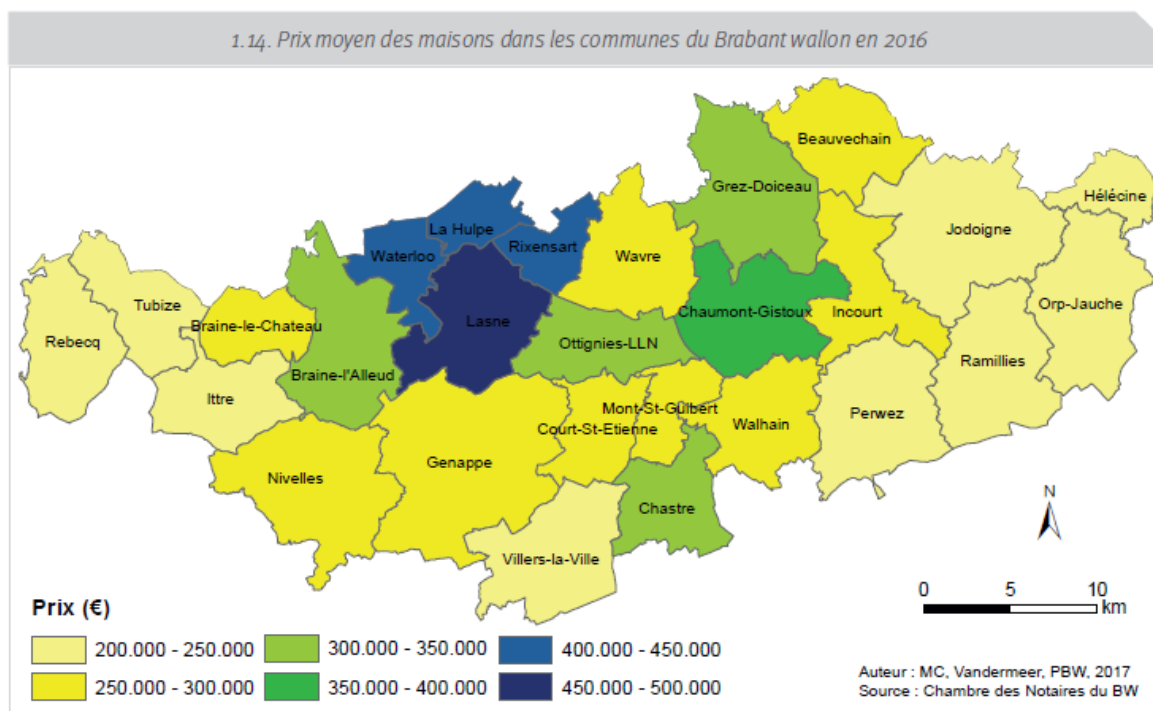 1.14. Prix moyen des maisons dans les communes du Brabant wallon en 2016
Beauvechain
Grez-Doiceau
Hélécine
La Hulpe
Jodoigne
Waterloo
Rixensart
Wavre
Tubize
Orp-Jauche
Chaumont-Gistoux
Incourt
Braine-le-Chateau
Lasne
Rebecq
Ottignies-LLN
Ramillies
Braine-l'Alleud
Ittre
Mont-St-Guibert
Perwez
Court-St-Etienne
Walhain
Genappe
Nivelles
Chastre
N
Villers-la-Ville
Prix (€)
0 5 10
km
200.000 - 250.000 300.000 - 350.000 400.000 - 450.000
250.000 - 300.000 350.000 - 400.000 450.000 - 500.000
Auteur : MC, Vandermeer, PBW, 2017
Source : Chambre des Notaires du BW